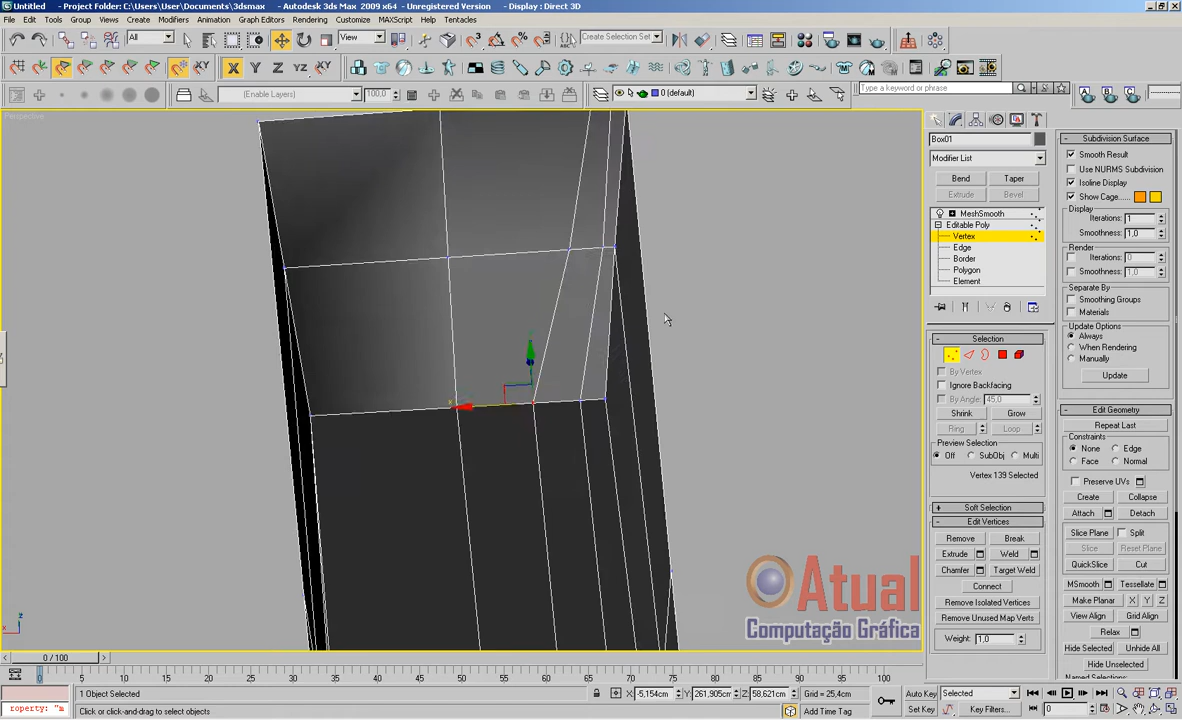 Untitled - Project Folder: C:\Users\User\Documents\3dsmax - Autodesk 3ds Max 2009 x64 - Unregistered Version - Display : Direct 3D
File Edit Tools Group Views Create Modifiers Animation Graph Editors Rendering Customize MAXScript Help Tentacles
All View Create Selection Set
X Y Z YZ XY
(Enable Layers) 100,0 0 (default) Type a keyword or phrase A B C
Perspective
Box01
Modifier List
Bend Taper
Extrude Bevel
MeshSmooth
Editable Poly
Vertex
Edge
Border
Polygon
Element
Selection
By Vertex
Ignore Backfacing
By Angle: 45,0
Shrink Grow
Ring Loop
Preview Selection
Off SubObj Multi
Vertex 139 Selected
Soft Selection
Edit Vertices
Remove Break
Extrude Weld
Chamfer Target Weld
Connect
Remove Isolated Vertices
Remove Unused Map Verts
Weight: 1,0
Subdivision Surface
Smooth Result
Use NURMS Subdivision
Isoline Display
Show Cage......
Display
Iterations: 1
Smoothness: 1,0
Render
Iterations: 0
Smoothness: 1,0
Separate By
Smoothing Groups
Materials
Update Options
Always
When Rendering
Manually
Update
Edit Geometry
Repeat Last
Constraints
None Edge
Face Normal
Preserve UVs
Create Collapse
Attach Detach
Slice Plane Split
Slice Reset Plane
QuickSlice Cut
MSmooth Tessellate
Make Planar X Y Z
View Align Grid Align
Relax
Hide Selected Unhide All
Hide Unselected
Named Selections:
Atual
Computação Gráfica
0 / 100
0 5 10 15 20 25 30 35 40 45 50 55 60 65 70 75 80 85 90 95 100
1 Object Selected X: -5,154cm Y: 261,905cm Z: 58,621cm Grid = 25,4cm Auto Key Selected
roperty: "m Click or click-and-drag to select objects Add Time Tag Set Key Key Filters... 0